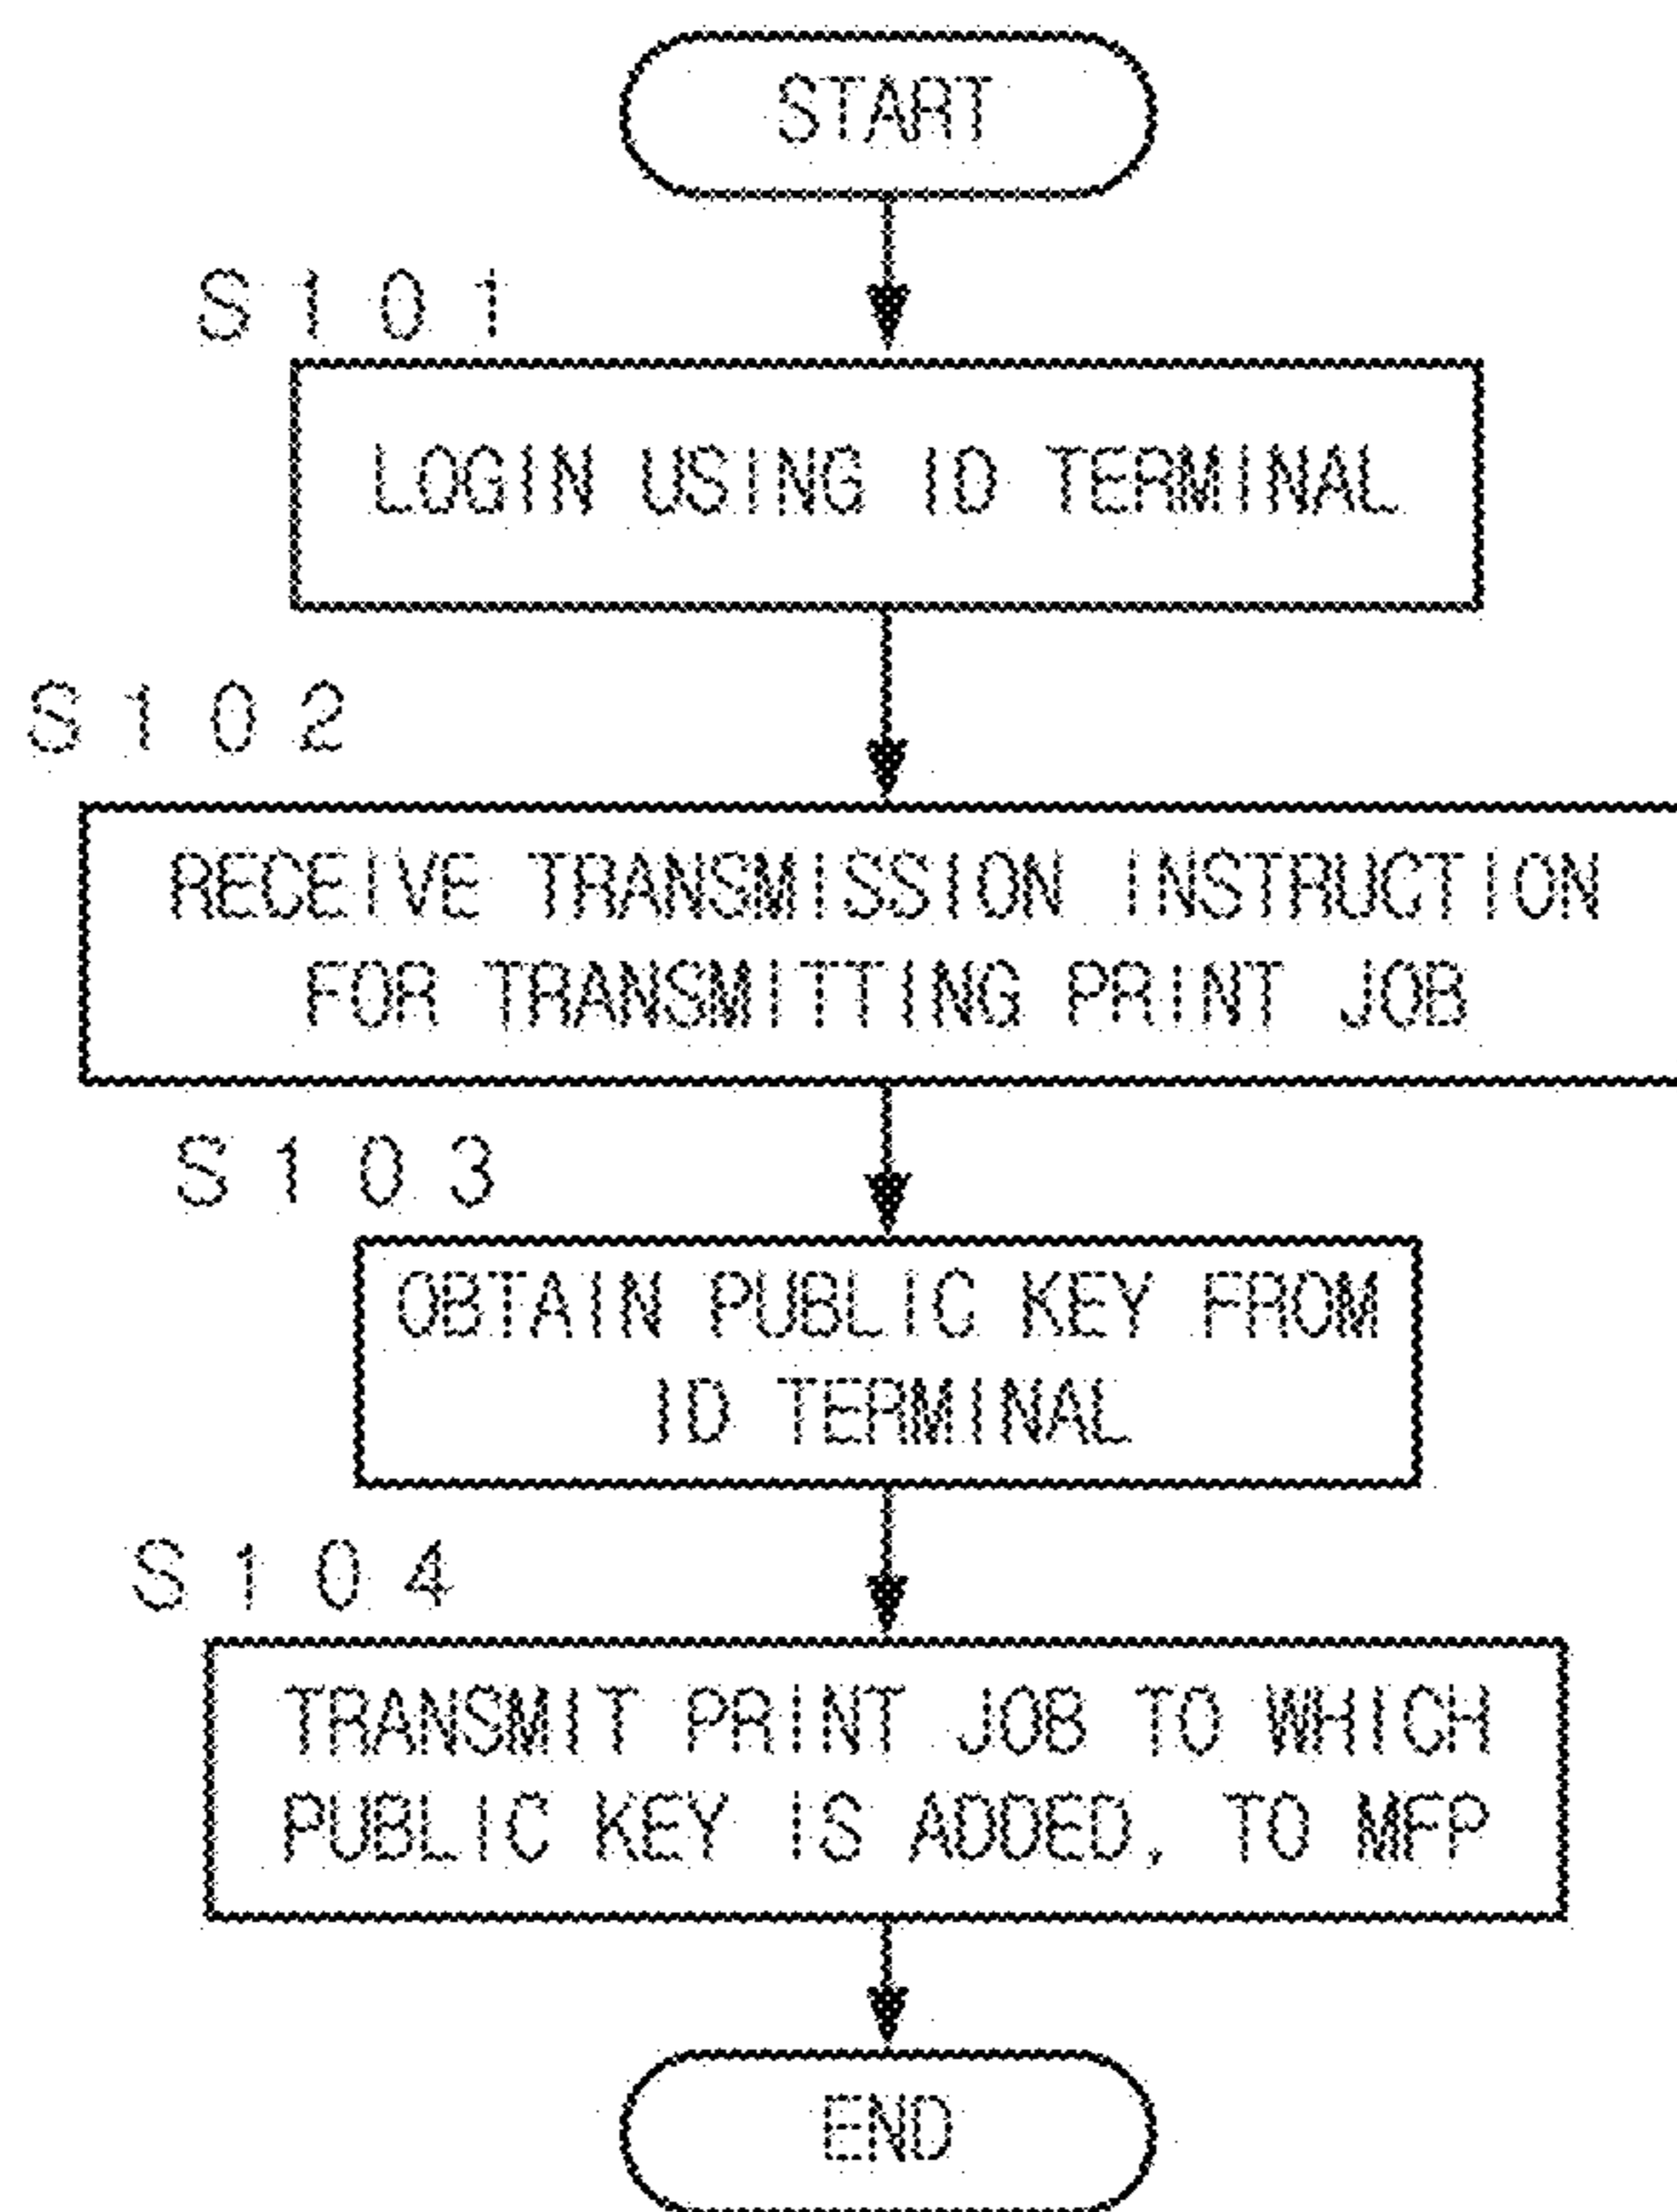 START
S101
LOGIN USING ID TERMINAL
S102
RECEIVE TRANSMISSION INSTRUCTION
FOR TRANSMITTING PRINT JOB
S103
OBTAIN PUBLIC KEY FROM
ID TERMINAL
S104
TRANSMIT PRINT JOB TO WHICH
PUBLIC KEY IS ADDED, TO MFP
END